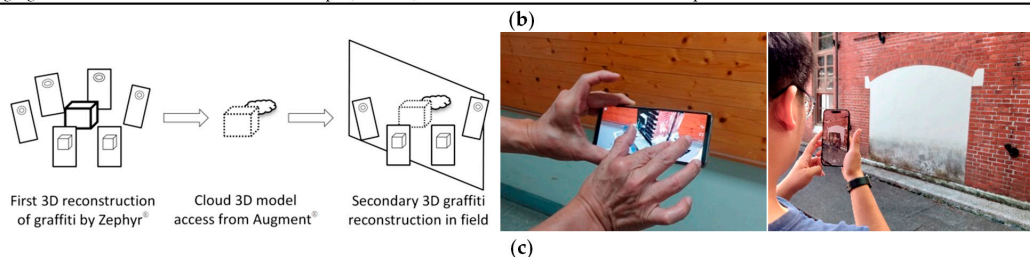 (b)
First 3D reconstruction
of graffiti by Zephyr®
Cloud 3D model
access from Augment®
Secondary 3D graffiti
reconstruction in field
(c)